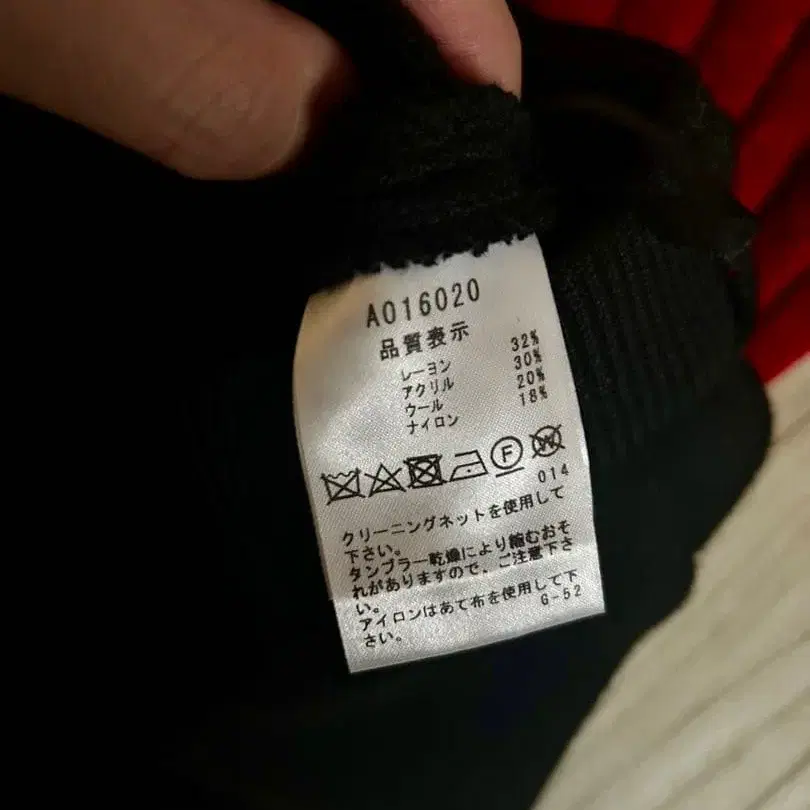 A016020
品質表示
レーヨン 32%
アクリル 30%
ウール 20%
ナイロン 18%
F W
014
クリーニングネットを使用して
下さい。
タンブラー乾燥により縮むおそ
れがありますので、ご注意下さ
い。
アイロンはあて布を使用して下
さい。 G-52